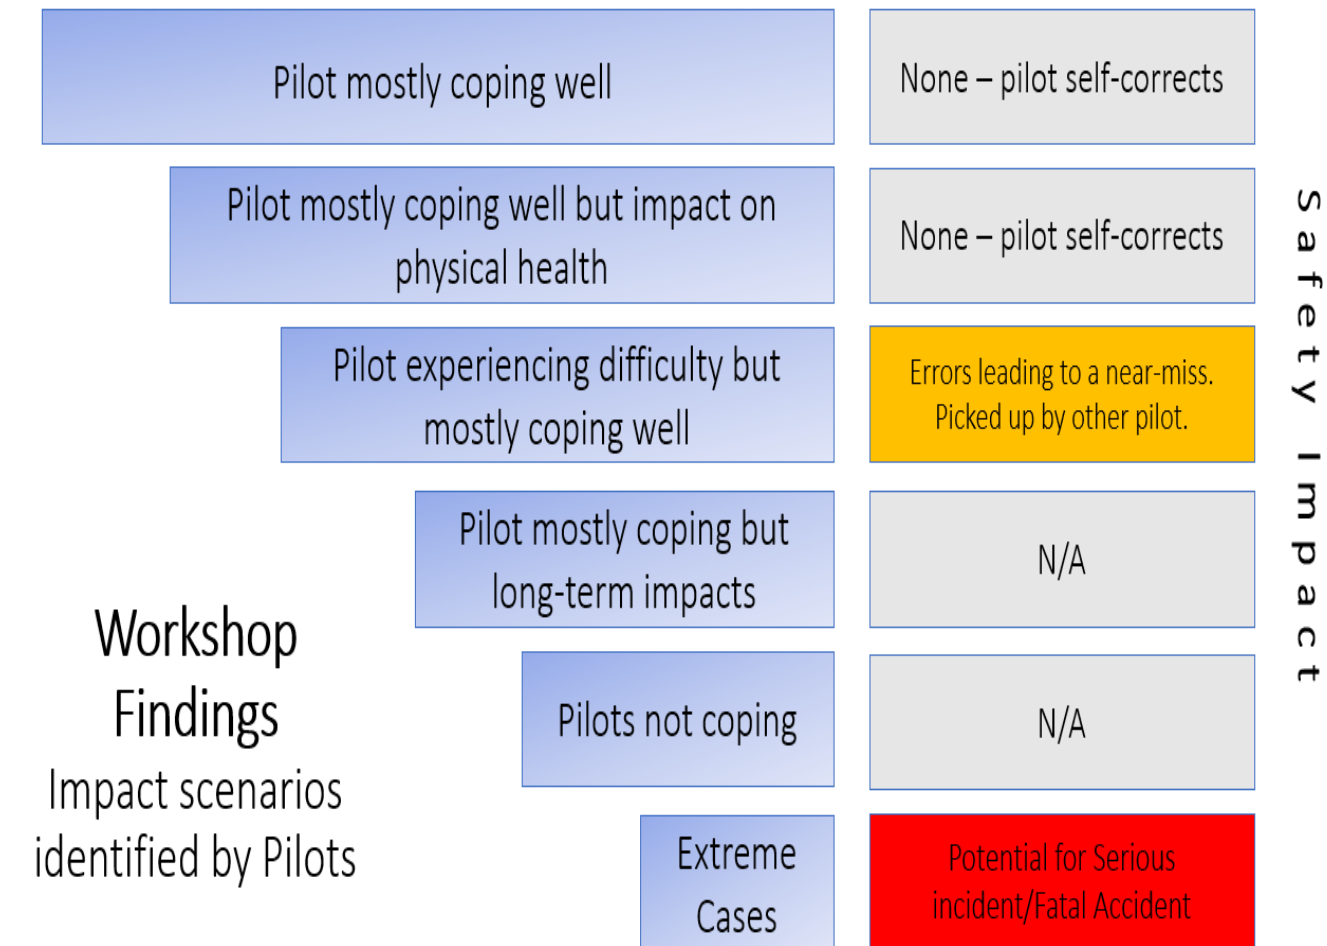 Pilot mostly coping well
None – pilot self-corrects
Pilot mostly coping well but impact on
physical health
None – pilot self-corrects
Pilot experiencing difficulty but
mostly coping well
Errors leading to a near-miss.
Picked up by other pilot.
Pilot mostly coping but
long-term impacts
N/A
Pilots not coping
N/A
Extreme
Cases
Potential for Serious
incident/Fatal Accident
Workshop
Findings
Impact scenarios
identified by Pilots
Safety Impact